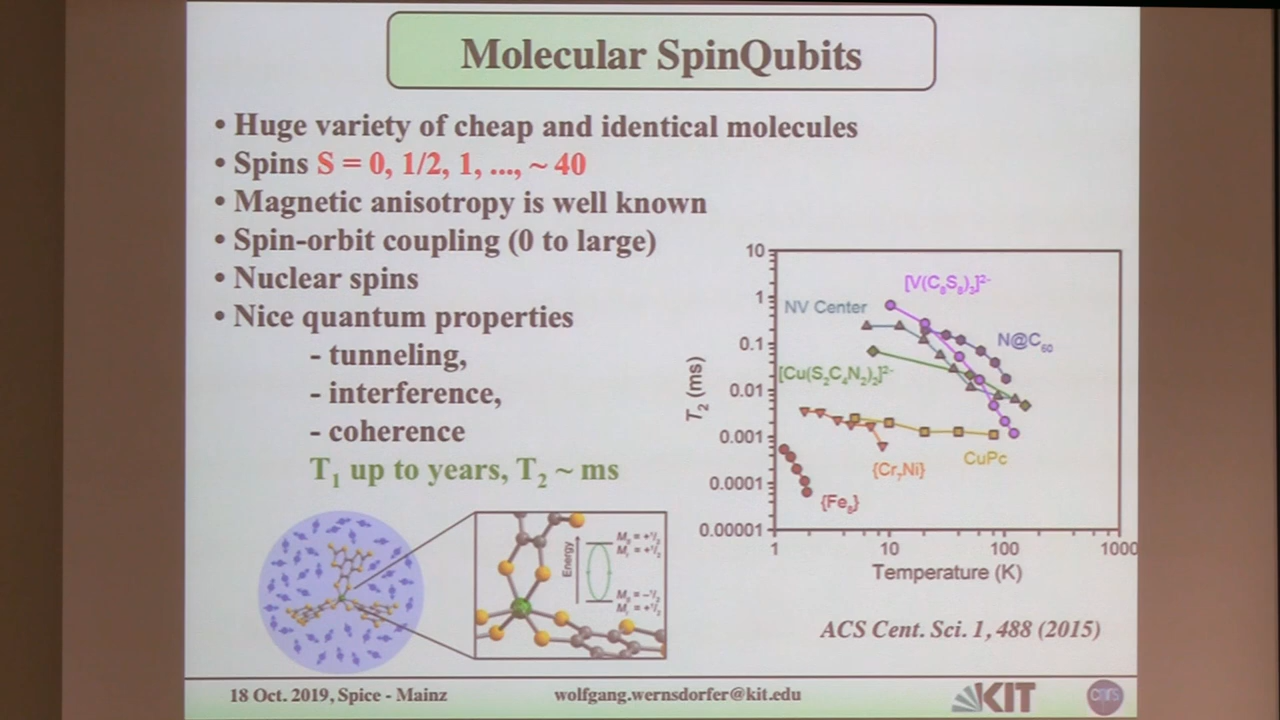 Molecular SpinQubits
• Huge variety of cheap and identical molecules
• Spins S = 0, 1/2, 1, ..., ~ 40
• Magnetic anisotropy is well known
• Spin-orbit coupling (0 to large)
• Nuclear spins
• Nice quantum properties
- tunneling,
- interference,
- coherence
T₁ up to years, T₂ ~ ms
10
1
0.1
0.01
0.001
0.0001
0.00001
T₂ (ms)
[V(C₈S₈)₃]²⁻
NV Center
N@C₆₀
[Cu(S₂C₄N₂)₂]²⁻
CuPc
{Cr₇Ni}
{Fe₈}
1
10
100
1000
Temperature (K)
Energy
ACS Cent. Sci. 1, 488 (2015)
18 Oct. 2019, Spice - Mainz
wolfgang.wernsdorfer@kit.edu
KIT
cnrs